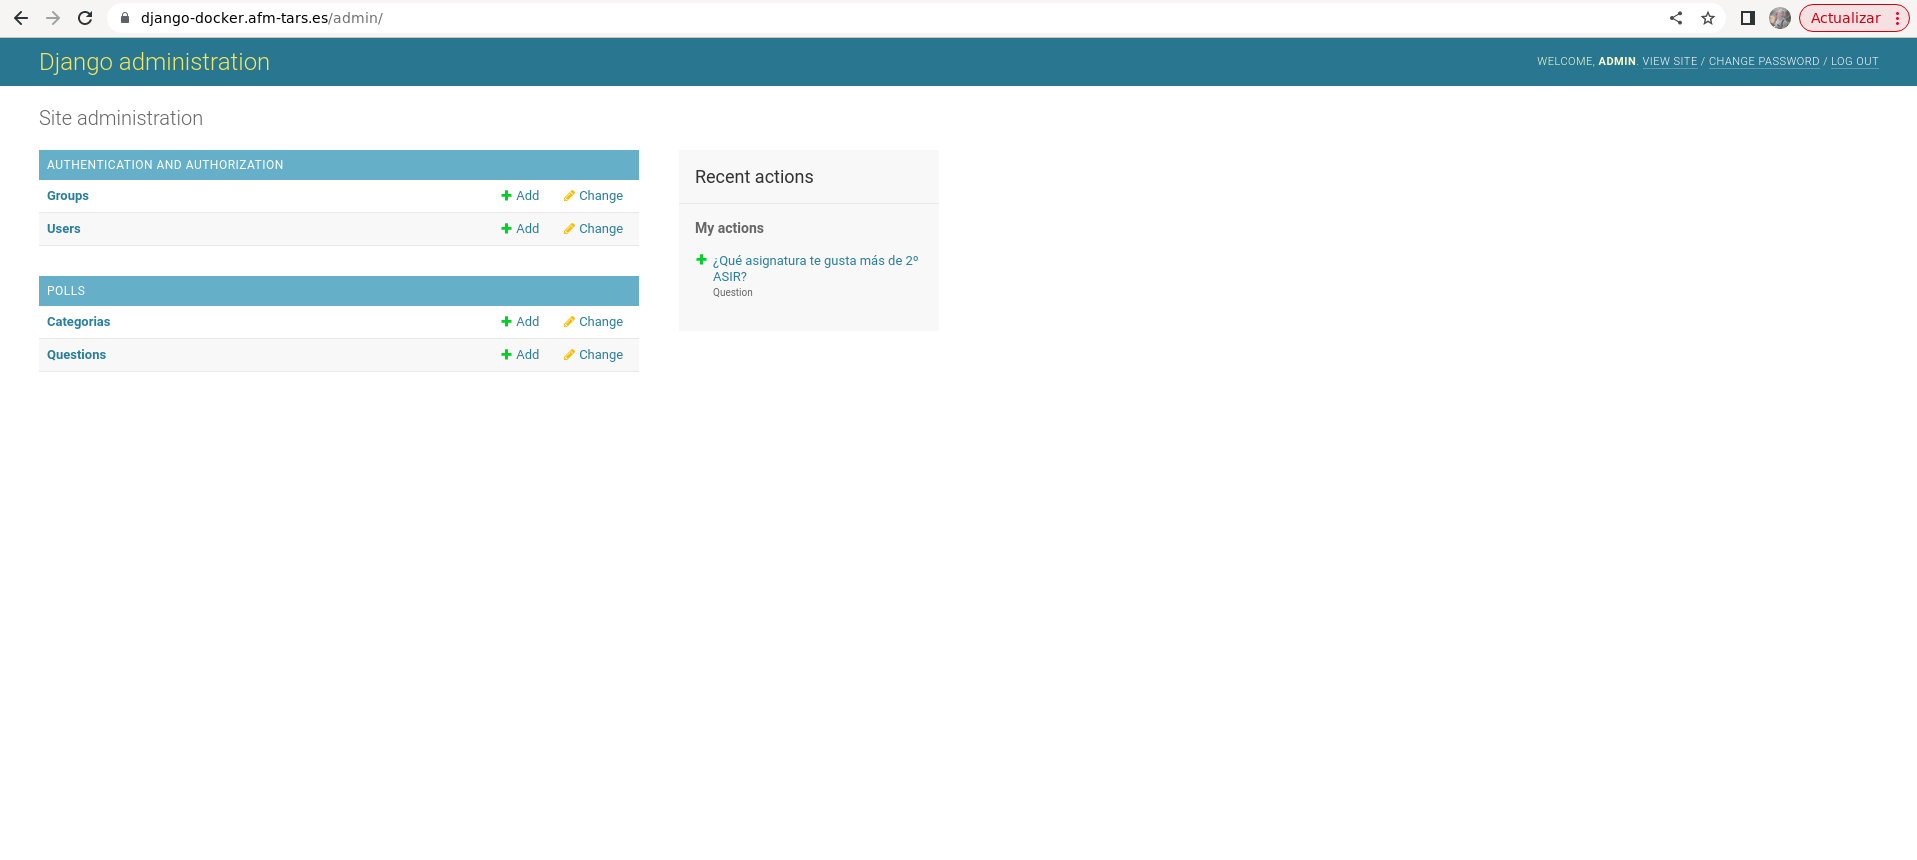 django-docker.afm-tars.es/admin/
Actualizar
Django administration
WELCOME, ADMIN. VIEW SITE / CHANGE PASSWORD / LOG OUT
Site administration
AUTHENTICATION AND AUTHORIZATION
Groups Add Change
Users Add Change
POLLS
Categorias Add Change
Questions Add Change
Recent actions
My actions
¿Qué asignatura te gusta más de 2º
ASIR?
Question